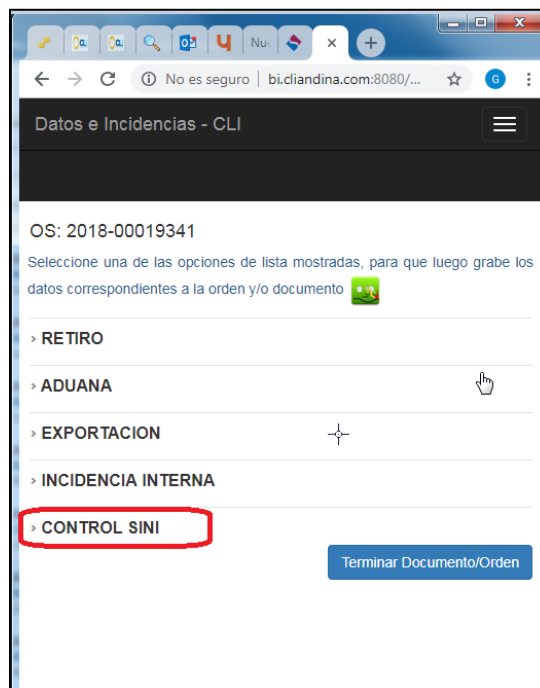 Nu
No es seguro | bi.cliandina.com:8080/...
G
Datos e Incidencias - CLI
OS: 2018-00019341
Seleccione una de las opciones de lista mostradas, para que luego grabe los
datos correspondientes a la orden y/o documento
› RETIRO
› ADUANA
› EXPORTACION
› INCIDENCIA INTERNA
› CONTROL SINI
Terminar Documento/Orden